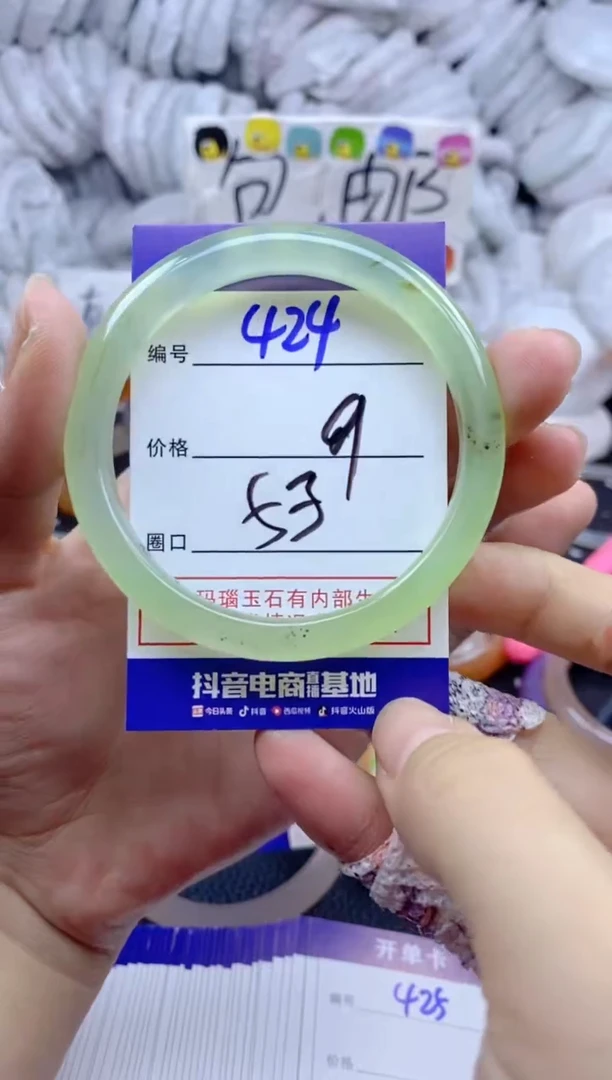 包邮
编号 424
价格 9
圈口 53
玛瑙玉石有内部生
抖音电商直播基地
今日头条 抖音 西瓜视频 抖音火山版
开单卡
编号 425
价格